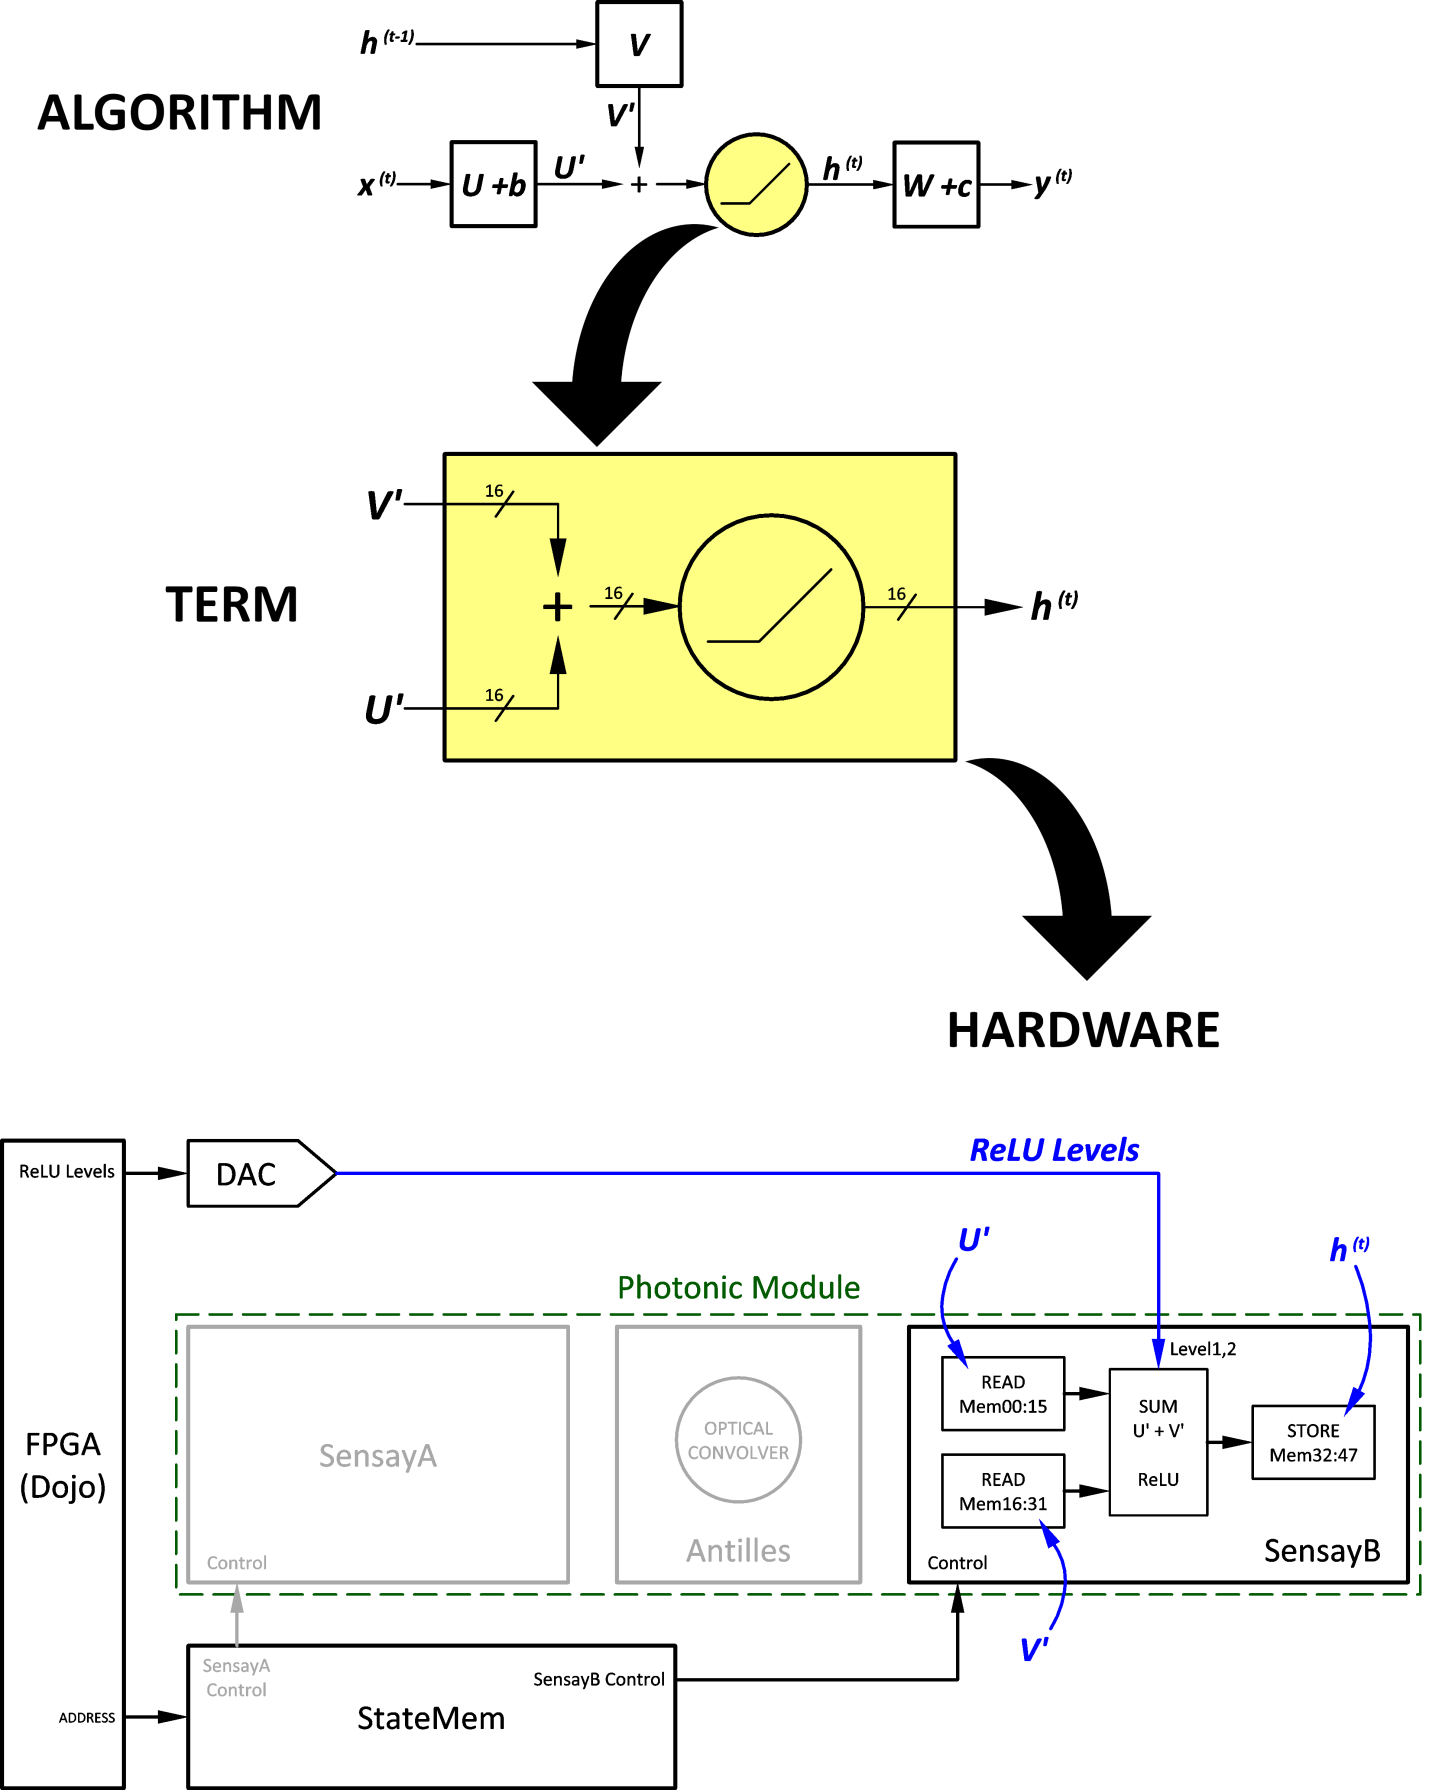 h (t-1)
V
ALGORITHM
V'
x (t)
U +b
U'
+
h (t)
W +c
y (t)
V'
16
TERM
+
16
16
h (t)
U'
16
HARDWARE
ReLU Levels
DAC
ReLU Levels
U'
h (t)
Photonic Module
Level1,2
READ
Mem00:15
SUM
U' + V'
ReLU
STORE
Mem32:47
READ
Mem16:31
FPGA
(Dojo)
SensayA
OPTICAL
CONVOLVER
Antilles
SensayB
Control
Control
V'
SensayA
Control
SensayB Control
StateMem
ADDRESS